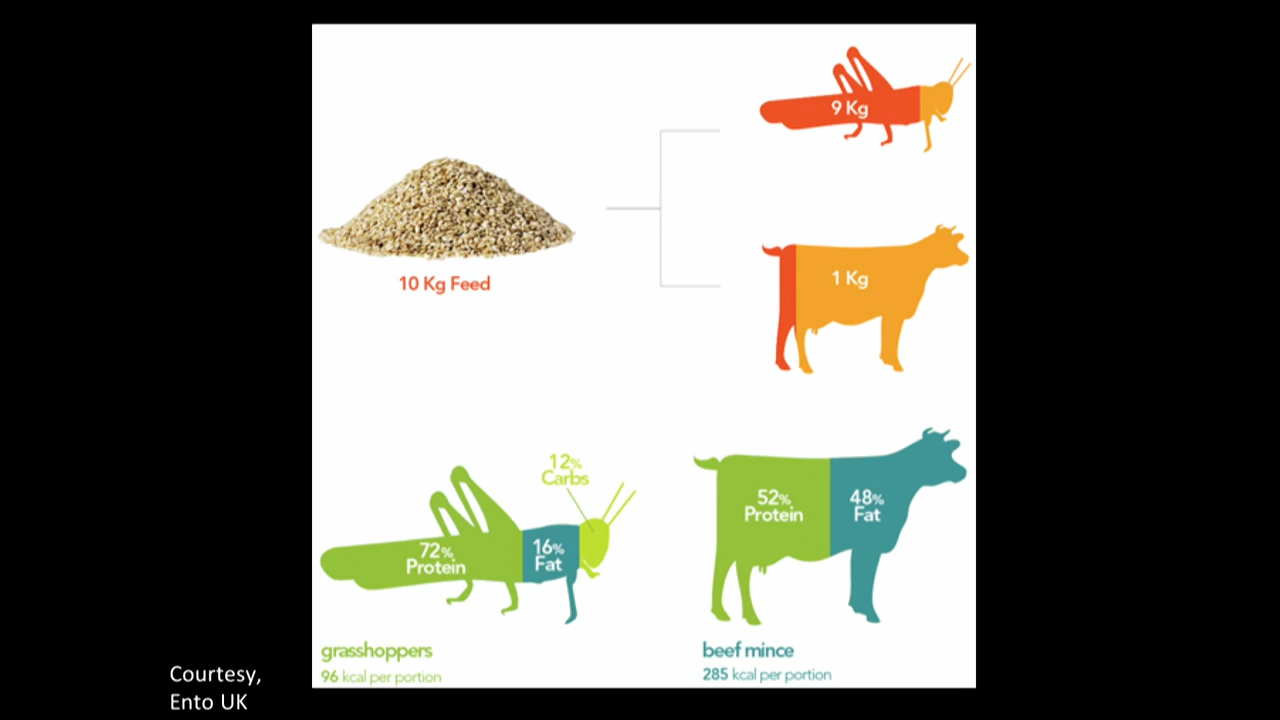 9 Kg
10 Kg Feed
1 Kg
12%
Carbs
72%
Protein
16%
Fat
52%
Protein
48%
Fat
grasshoppers
96 kcal per portion
beef mince
285 kcal per portion
Courtesy,
Ento UK